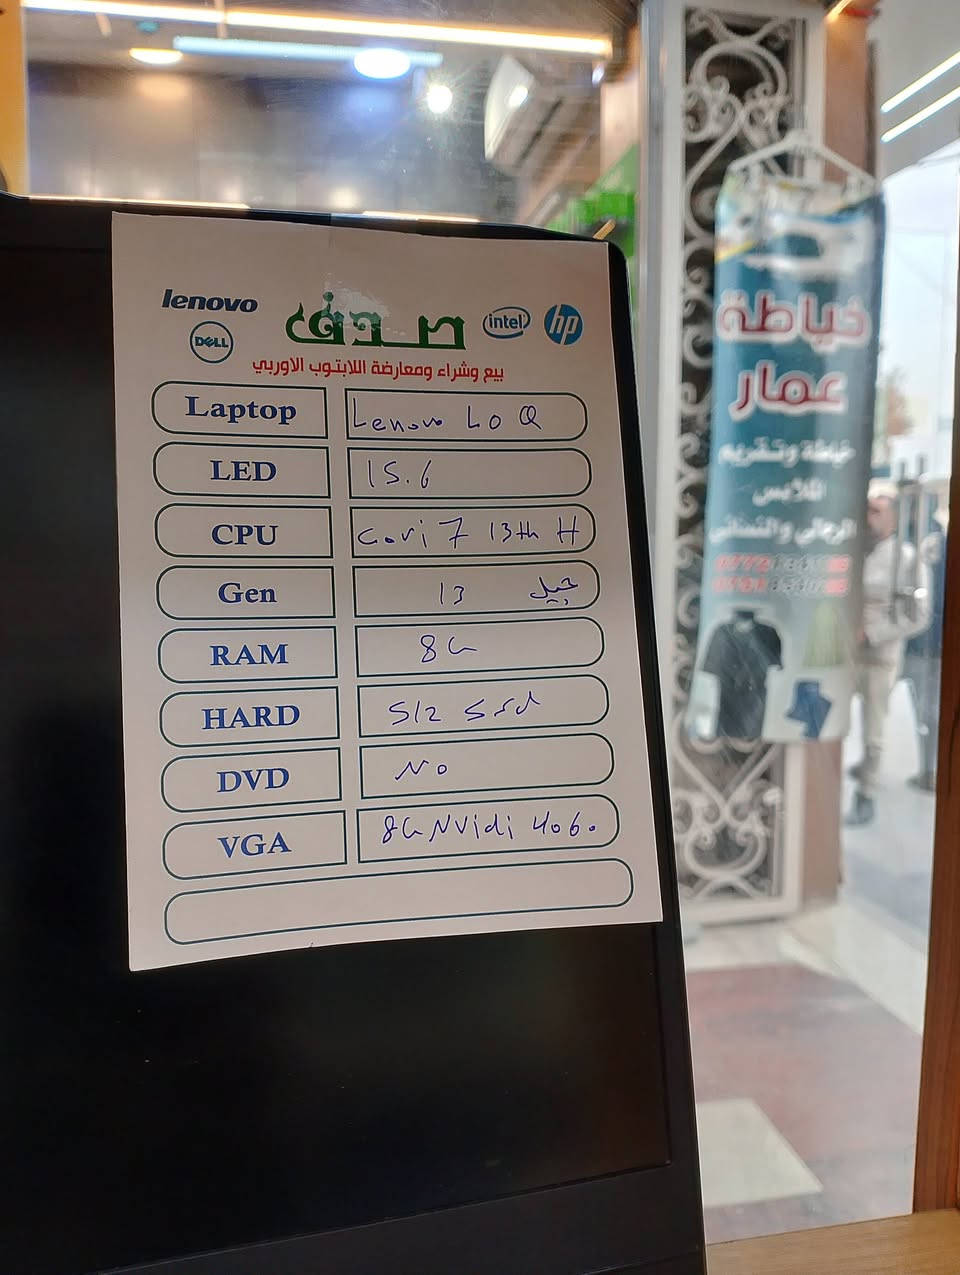 lenovo
DELL
صدف
intel
hp
بيع وشراء ومعارضة اللابتوب الاوربي
Laptop Lenovo LOQ
LED 15.6
CPU Cori 7 13th H
Gen 13 جيل
RAM 8G
HARD 512 ssd
DVD No
VGA 8G Nvidi 4060
خياطة
عمار
خياطة وتقريم
الملابس
الرجالي والنسائي